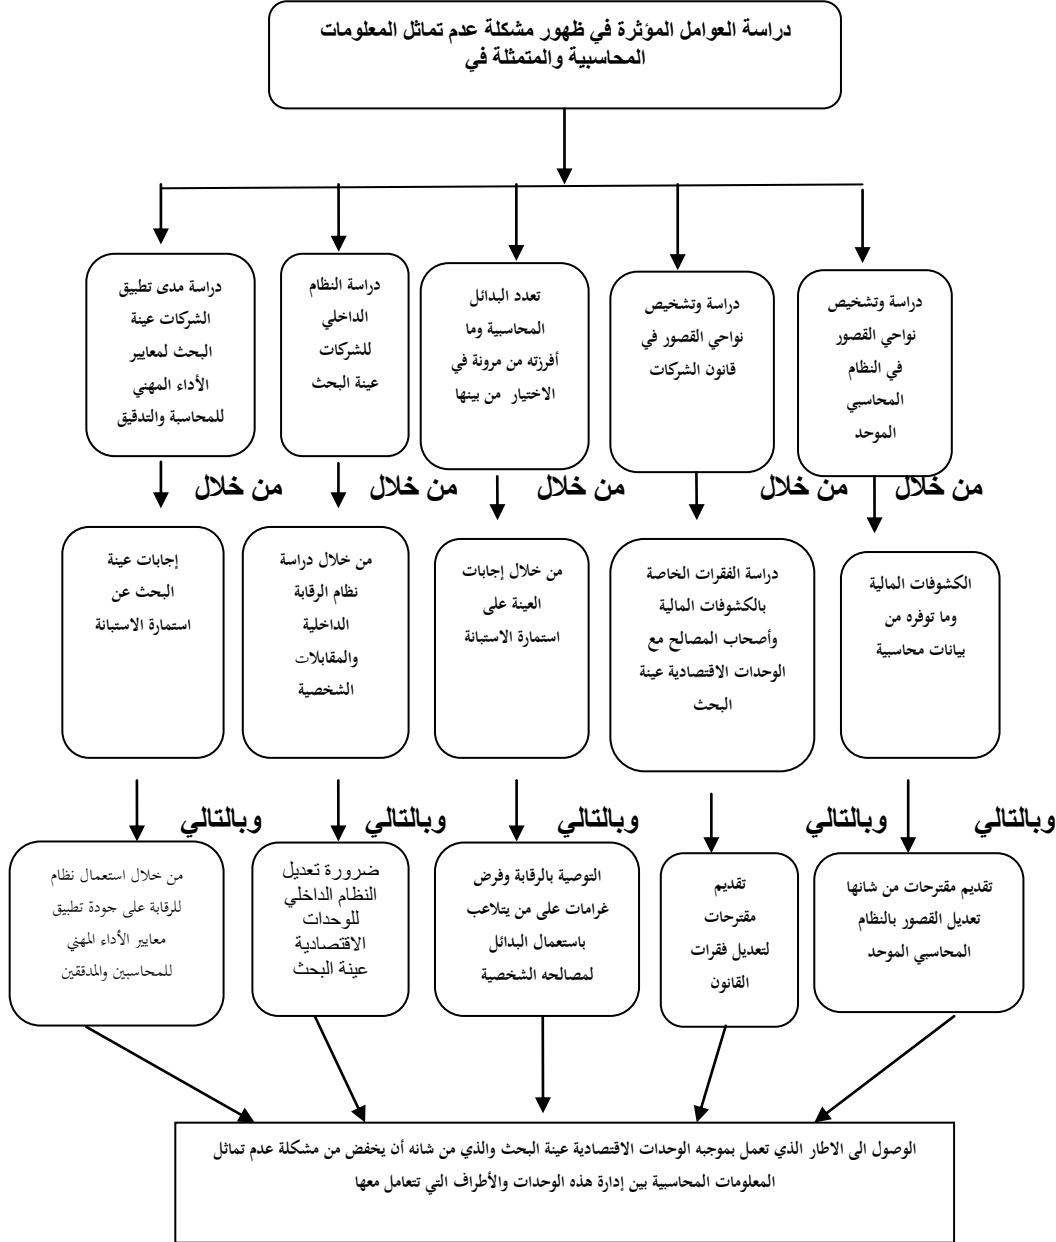 دراسة العوامل المؤثرة في ظهور مشكلة عدم تماثل المعلومات
المحاسبية والمتمثلة في
دراسة وتشخيص
نواحي القصور
في النظام
المحاسبي
الموحد
دراسة وتشخيص
نواحي القصور في
قانون الشركات
تعدد البدائل
المحاسبية وما
أفرزته من مرونة في
الاختيار من بينها
دراسة النظام
الداخلي
للشركات
عينة البحث
دراسة مدى تطبيق
الشركات عينة
البحث لمعايير
الأداء المهني
للمحاسبة والتدقيق
من خلال
من خلال
من خلال
من خلال
من خلال
الكشوفات المالية
وما توفره من
بيانات محاسبية
دراسة الفقرات الخاصة
بالكشوفات المالية
وأصحاب المصالح مع
الوحدات الاقتصادية عينة
البحث
من خلال إجابات
العينة على
استمارة الاستبانة
من خلال دراسة
نظام الرقابة
الداخلية
والمقابلات
الشخصية
إجابات عينة
البحث عن
استمارة الاستبانة
وبالتالي
وبالتالي
وبالتالي
وبالتالي
وبالتالي
تقديم مقترحات من شانها
تعديل القصور بالنظام
المحاسبي الموحد
تقديم
مقترحات
لتعديل فقرات
القانون
التوصية بالرقابة وفرض
غرامات على من يتلاعب
باستعمال البدائل
لمصالحه الشخصية
ضرورة تعديل
النظام الداخلي
للوحدات
الاقتصادية
عينة البحث
من خلال استعمال نظام
للرقابة على جودة تطبيق
معايير الأداء المهني
للمحاسبين والمدققين
الوصول الى الاطار الذي تعمل بموجبه الوحدات الاقتصادية عينة البحث والذي من شانه أن يخفض من مشكلة عدم تماثل
المعلومات المحاسبية بين إدارة هذه الوحدات والأطراف التي تتعامل معها